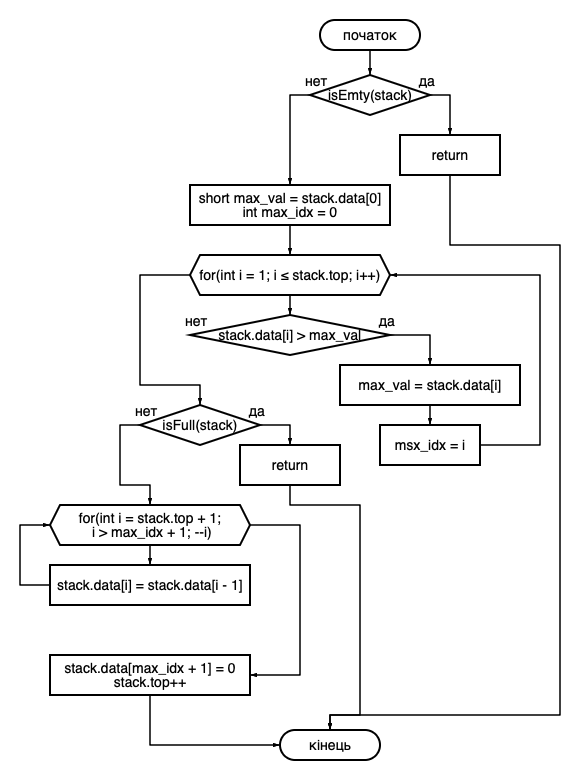 початок
нет
да
isEmty(stack)
return
short max_val = stack.data[0]
int max_idx = 0
for(int i = 1; i ≤ stack.top; i++)
нет
да
stack.data[i] > max_val
max_val = stack.data[i]
нет
да
isFull(stack)
msx_idx = i
return
for(int i = stack.top + 1;
i > max_idx + 1; --i)
stack.data[i] = stack.data[i - 1]
stack.data[max_idx + 1] = 0
stack.top++
кінець